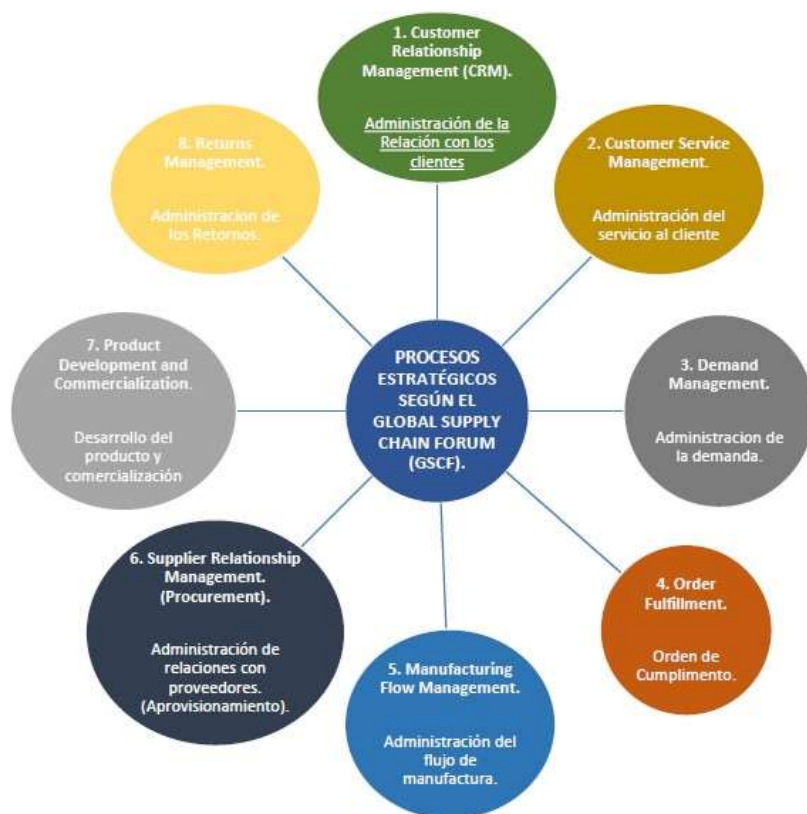 1. Customer
Relationship
Management (CRM).
Administración de la
Relación con los
clientes
2. Customer Service
Management.
Administración del
servicio al cliente
3. Demand
Management.
Administracion de
la demanda.
4. Order
Fulfillment.
Orden de
Cumplimento.
5. Manufacturing
Flow Management.
Administración del
flujo de
manufactura.
6. Supplier Relationship
Management.
(Procurement).
Administración de
relaciones con
proveedores.
(Aprovisionamiento).
7. Product
Development and
Commercialization.
Desarrollo del
producto y
comercialización
8. Returns
Management.
Administracion de
los Retornos.
PROCESOS
ESTRATÉGICOS
SEGÚN EL
GLOBAL SUPPLY
CHAIN FORUM
(GSCF).